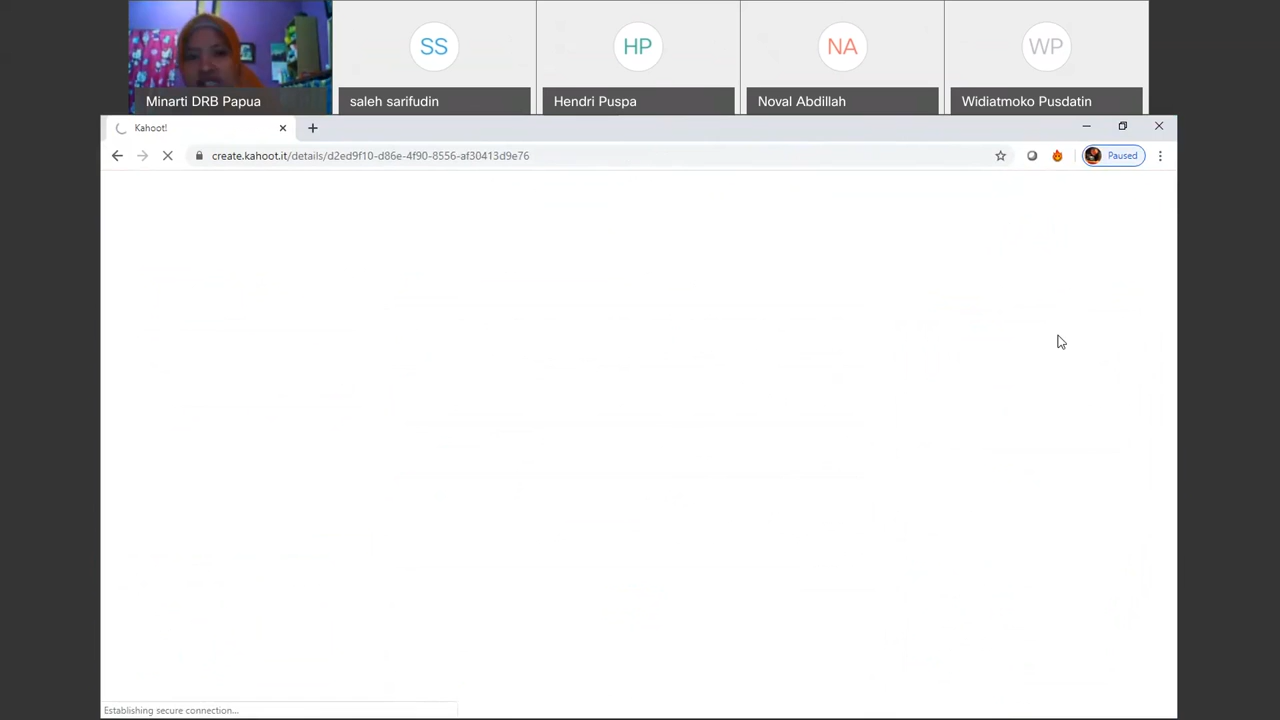 SS
HP
NA
WP
Minarti DRB Papua
saleh sarifudin
Hendri Puspa
Noval Abdillah
Widiatmoko Pusdatin
Kahoot!
create.kahoot.it/details/d2ed9f10-d86e-4f90-8556-af30413d9e76
Paused
Establishing secure connection...